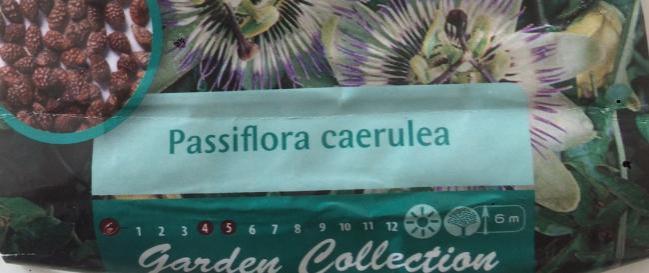 Passiflora caerulea
1 2 3 4 5 6 7 8 9 10 11 12 6 m
Garden Collection